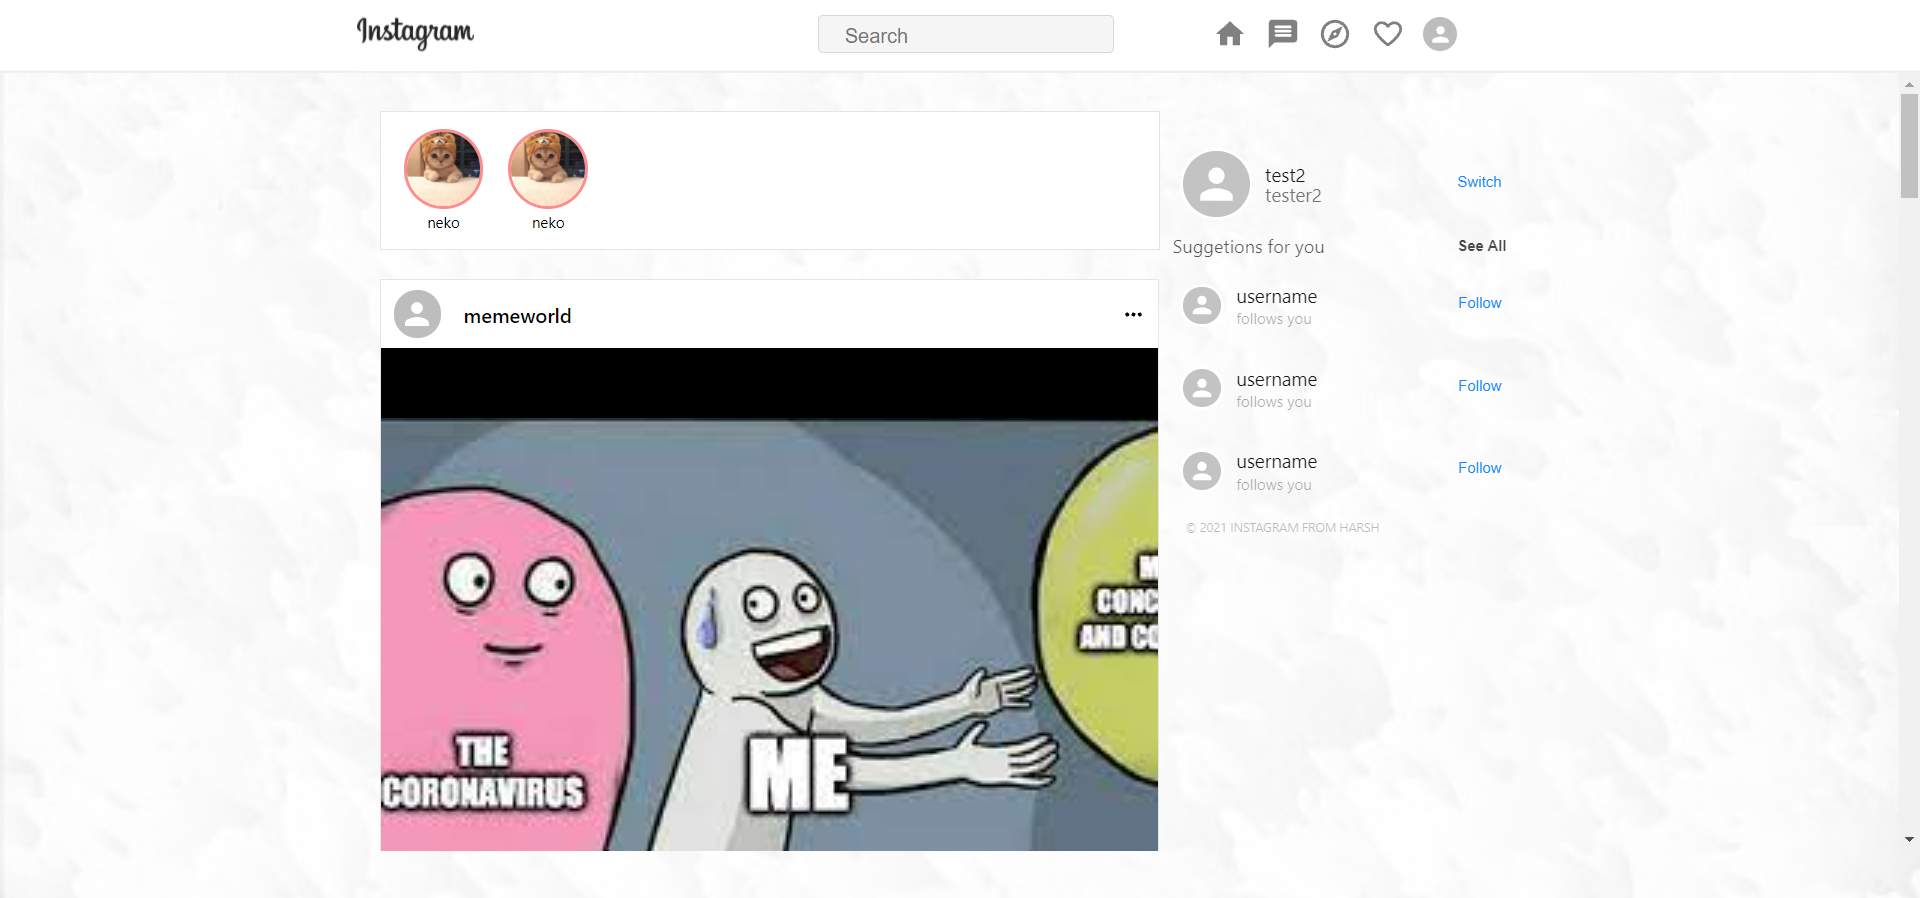 Instagram
Search
neko
neko
test2
tester2
Switch
Suggetions for you
See All
username
follows you
Follow
username
follows you
Follow
username
follows you
Follow
© 2021 INSTAGRAM FROM HARSH
memeworld
THE
CORONAVIRUS
ME
M
CONC
AND CO